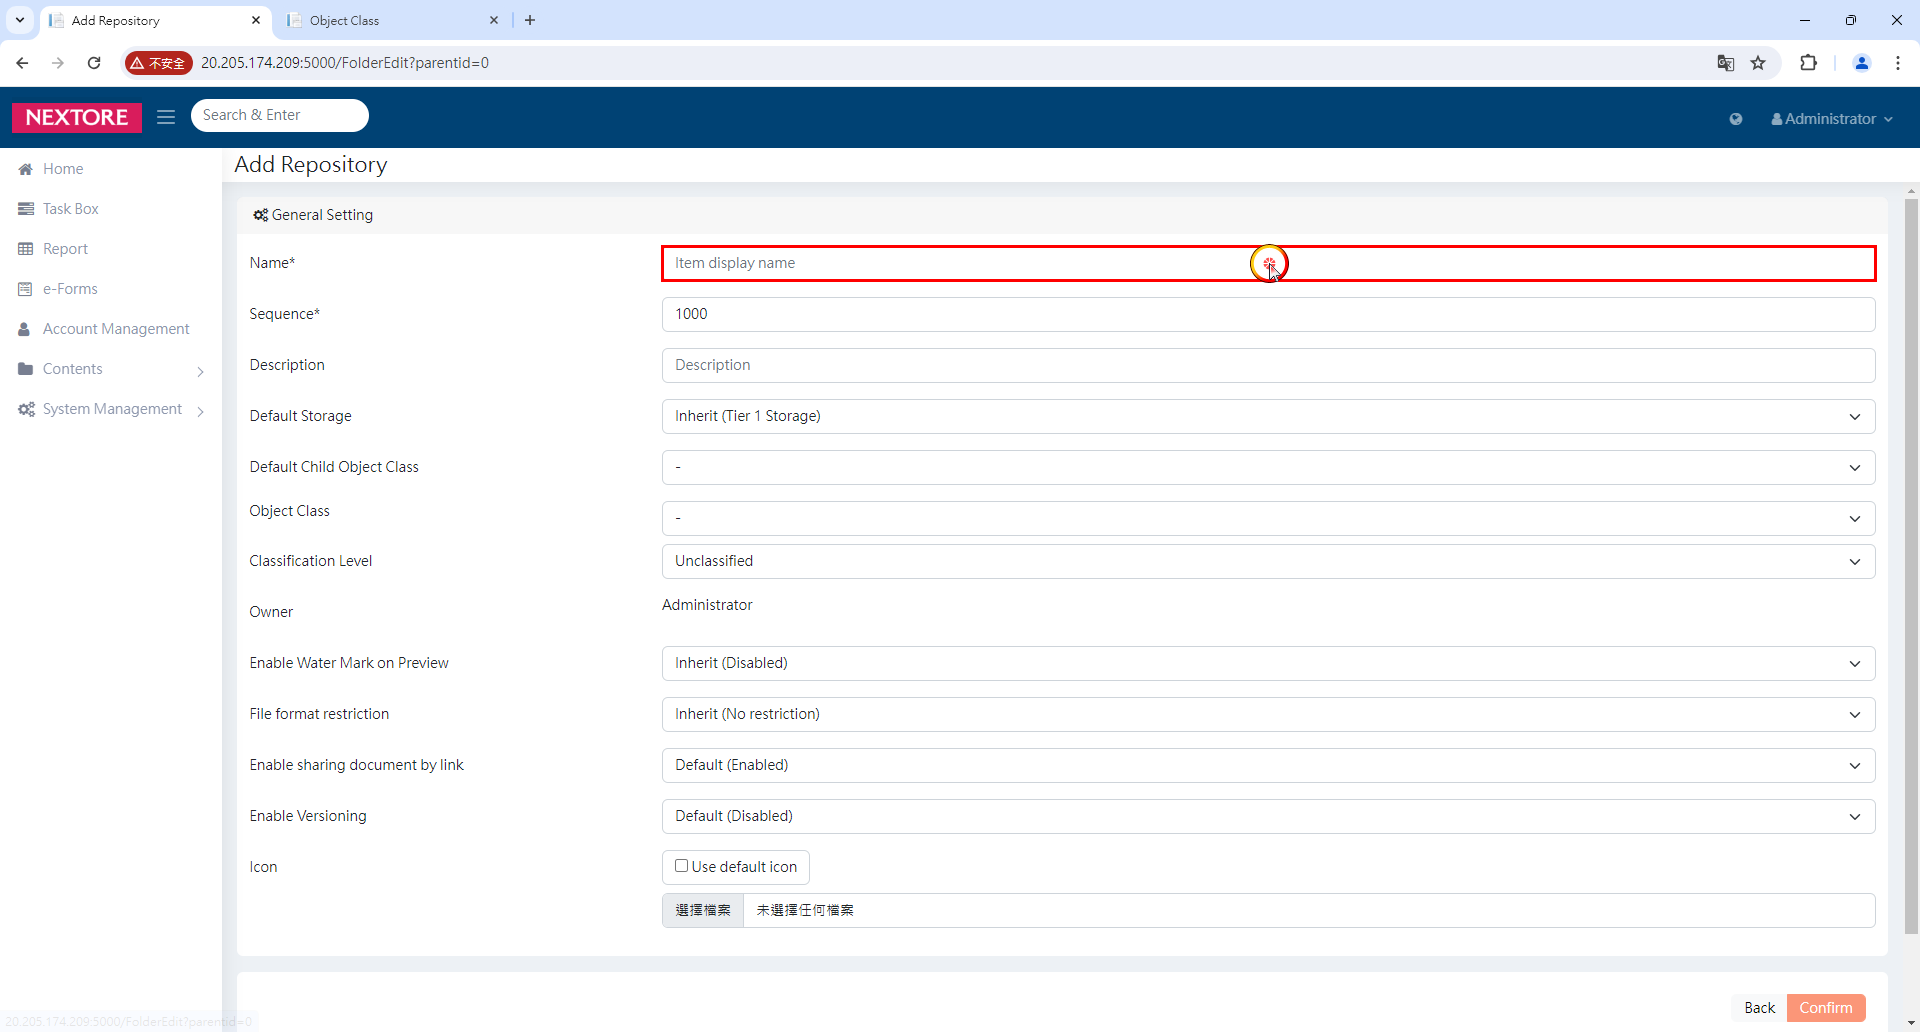 Add Repository
Object Class
不安全
20.205.174.209:5000/FolderEdit?parentid=0
NEXTORE
Search & Enter
Administrator
Home
Task Box
Report
e-Forms
Account Management
Contents
System Management
Add Repository
General Setting
Name*
Item display name
Sequence*
1000
Description
Description
Default Storage
Inherit (Tier 1 Storage)
Default Child Object Class
-
Object Class
-
Classification Level
Unclassified
Owner
Administrator
Enable Water Mark on Preview
Inherit (Disabled)
File format restriction
Inherit (No restriction)
Enable sharing document by link
Default (Enabled)
Enable Versioning
Default (Disabled)
Icon
Use default icon
選擇檔案
未選擇任何檔案
Back
Confirm
20.205.174.209:5000/FolderEdit?parentid=0